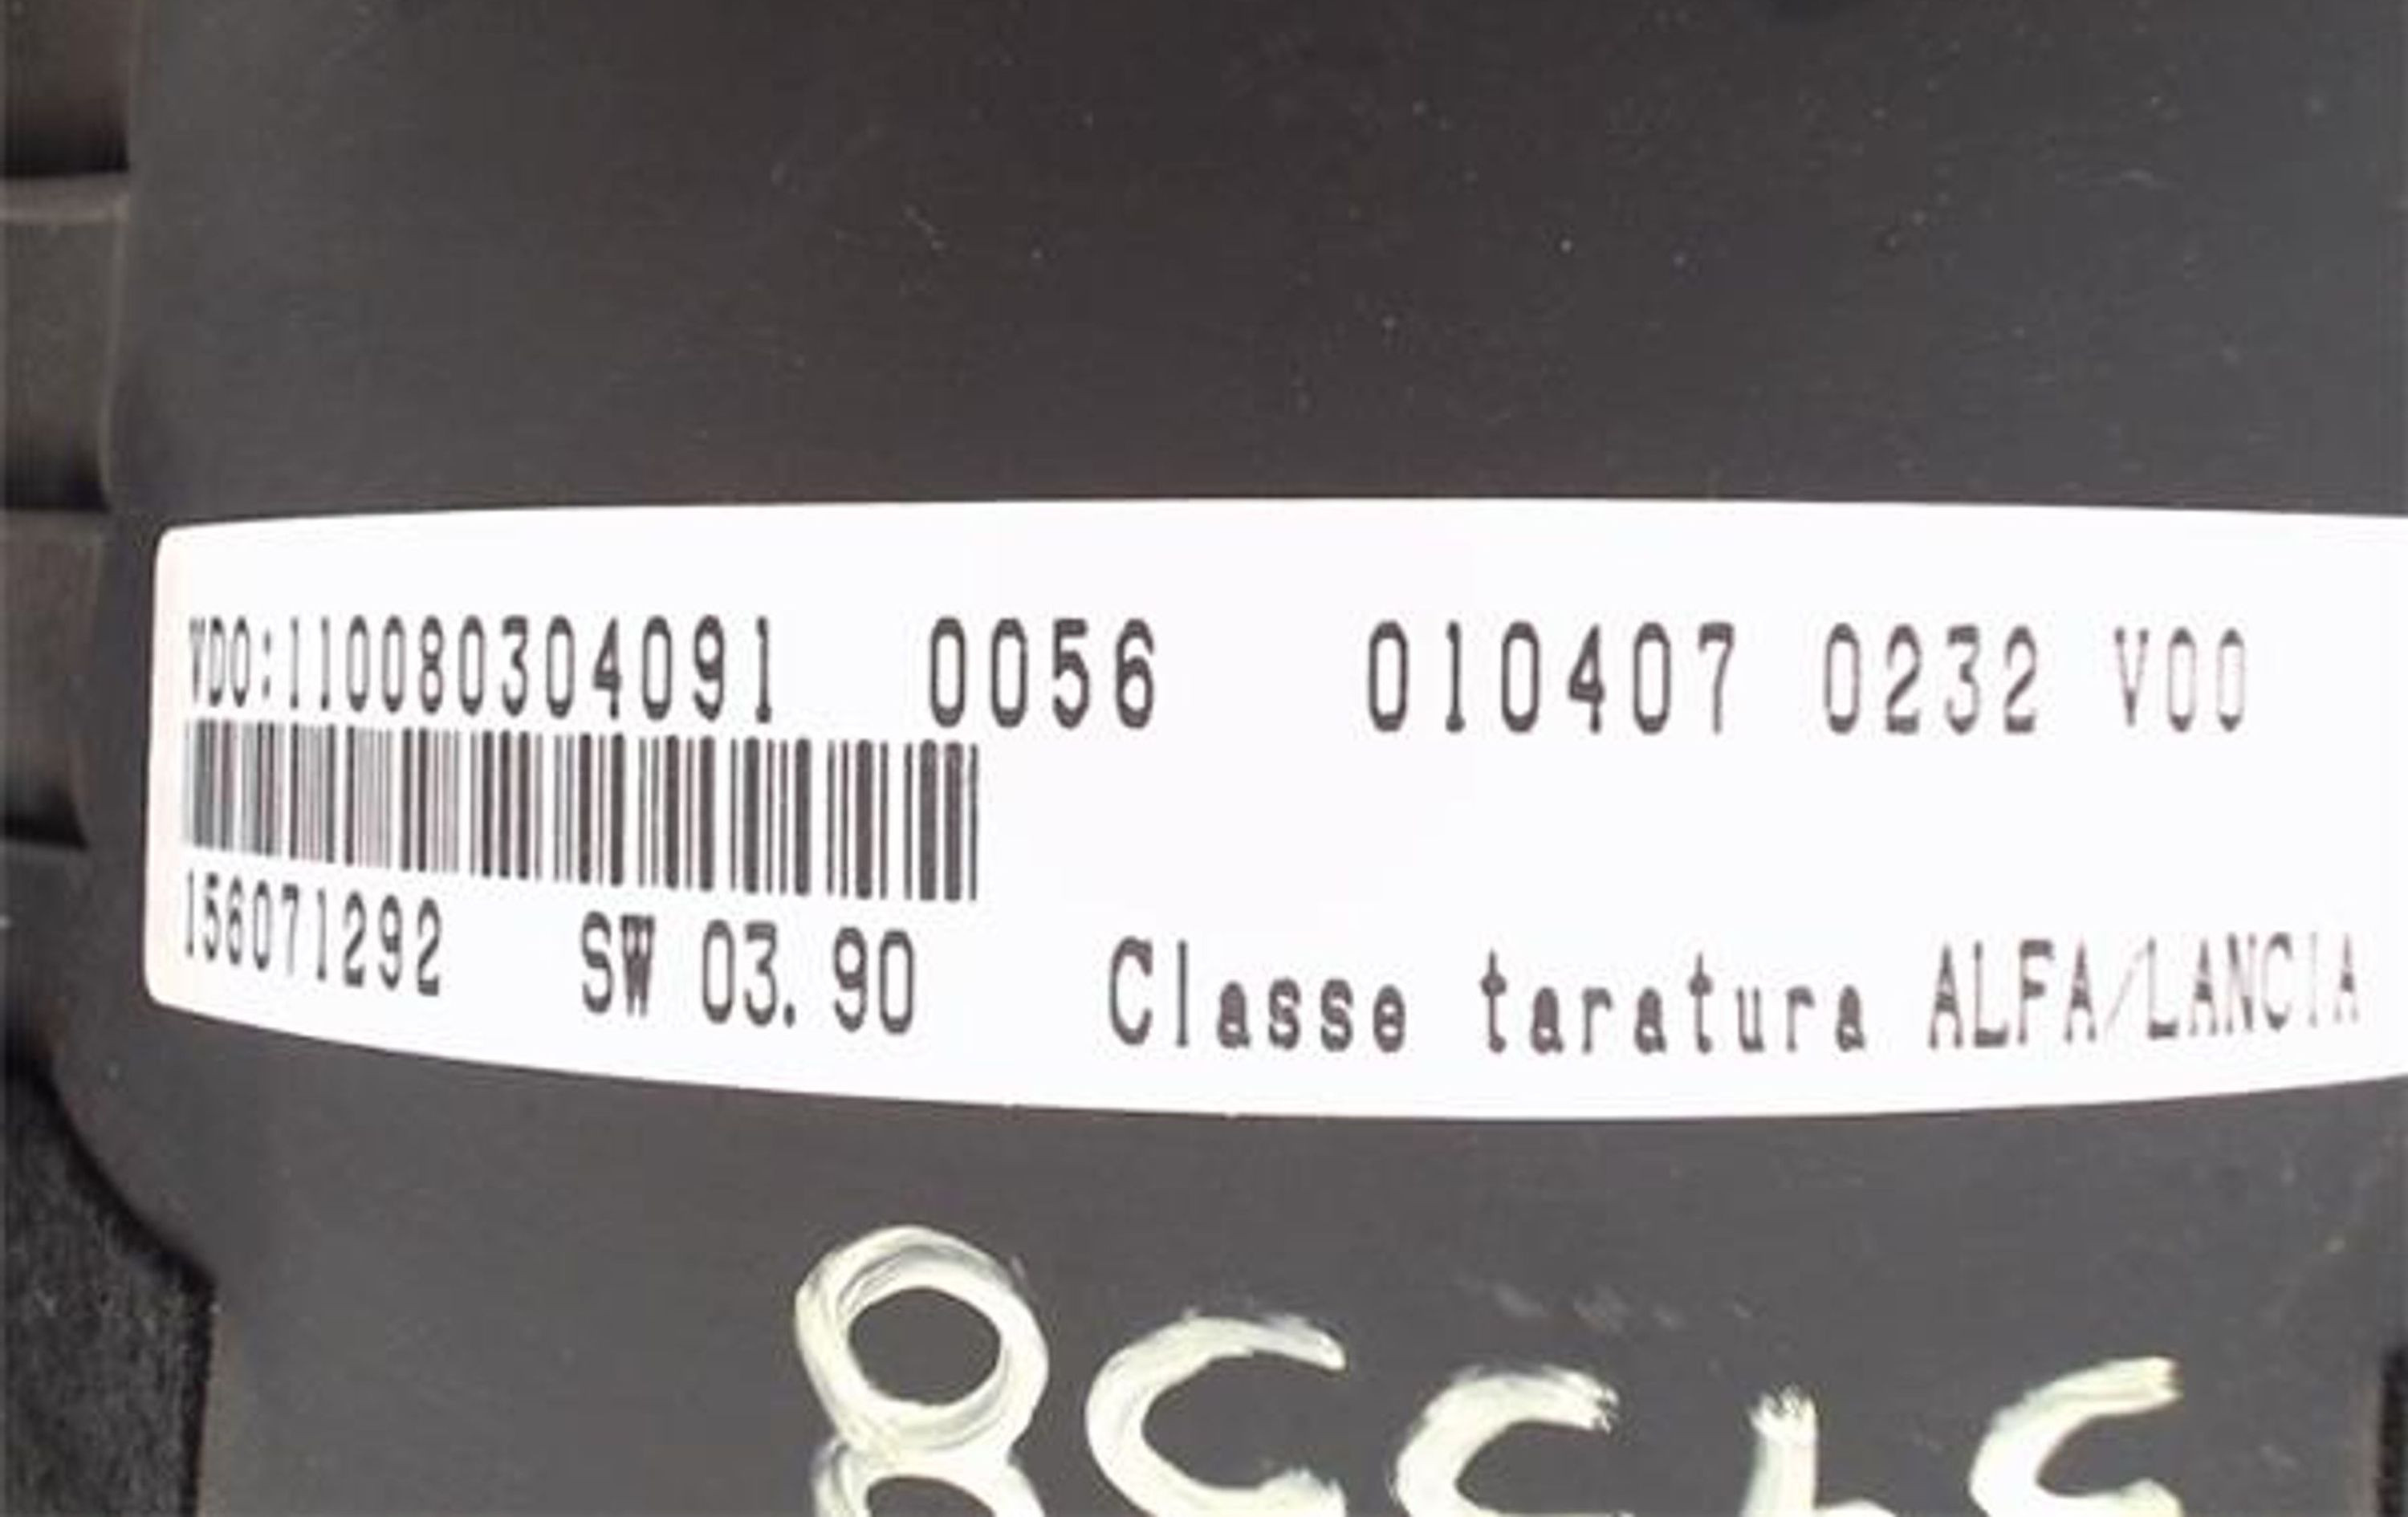 VDO:110080304091 0056 010407 0232 V00
156071292 SW 03.90 Classe taratura ALFA/LANCIA